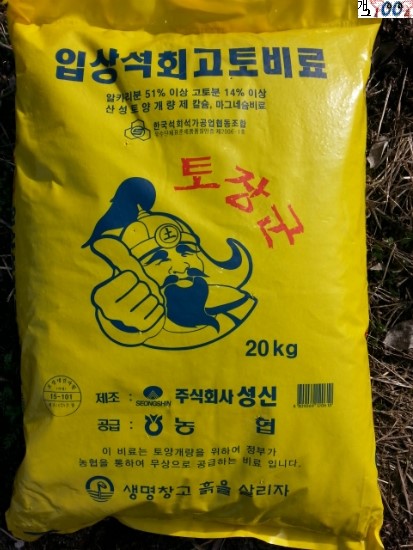 입상석회고토비료
알카리분 51% 이상 고토분 14% 이상
산성토양개량제 칼슘, 마그네슘비료
한국석회석가공업협동조합
토장군
土
20kg
제조 : SEONGSHIN 주식회사 성신
15-101
공급 : 농 협
이 비료는 토양개량을 위하여 정부가
농협을 통하여 무상으로 공급하는 비료 입니다.
생명창고 흙을 살리자